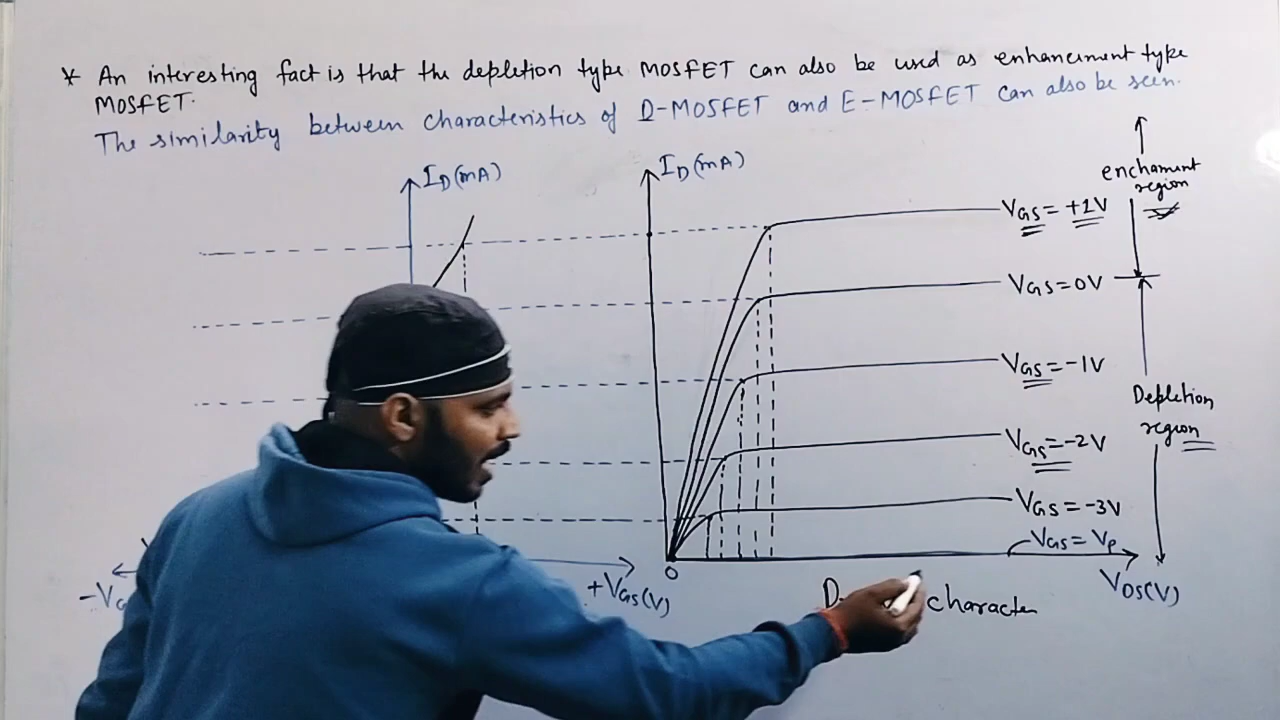 * An interesting fact is that the depletion type MOSFET can also be used as enhancement type
MOSFET.
The similarity between characteristics of D-MOSFET and E-MOSFET can also be seen.
ID(mA)
ID(mA)
enchament
region
VGS = +1V
VGS = 0V
VGS = -1V
Depletion
region
VGS = -2V
VGS = -3V
VGS = Vp
0
+VGS(V)
VDS(V)
character